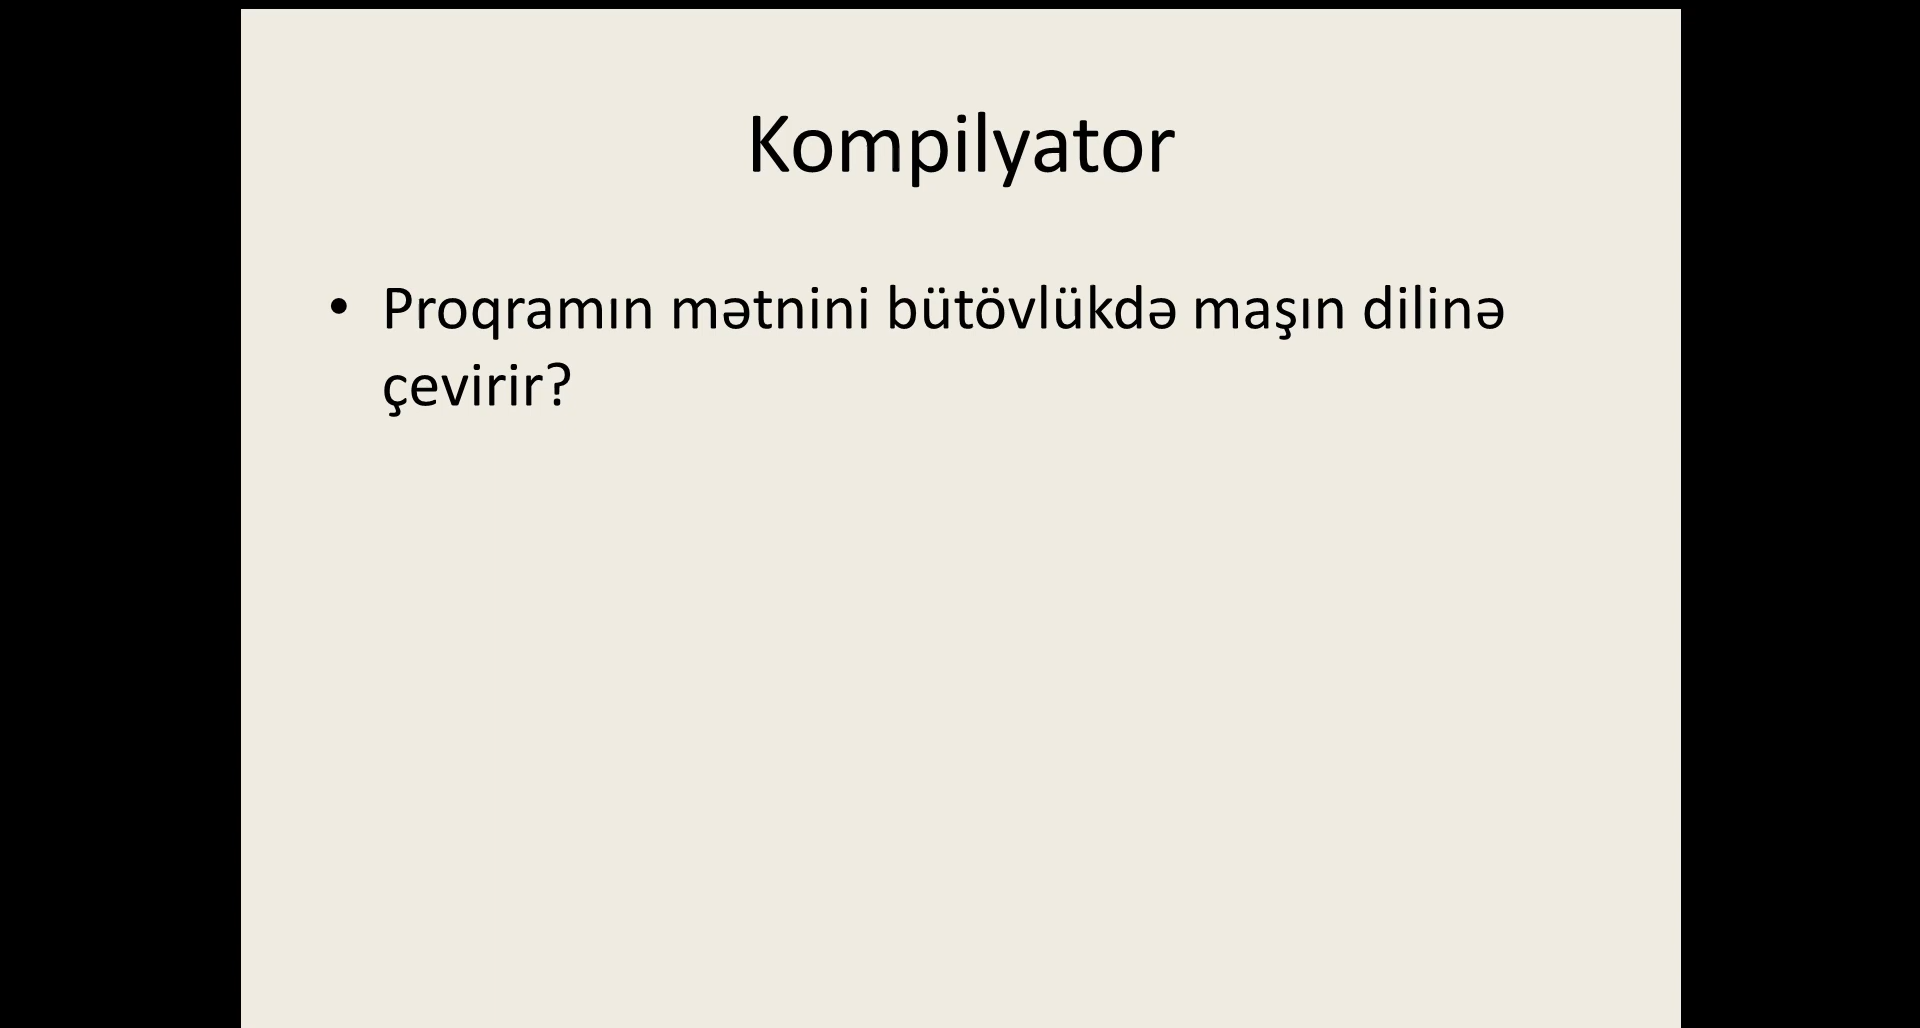 Kompilyator
• Proqramın mətnini bütövlükdə maşın dilinə
çevirir?